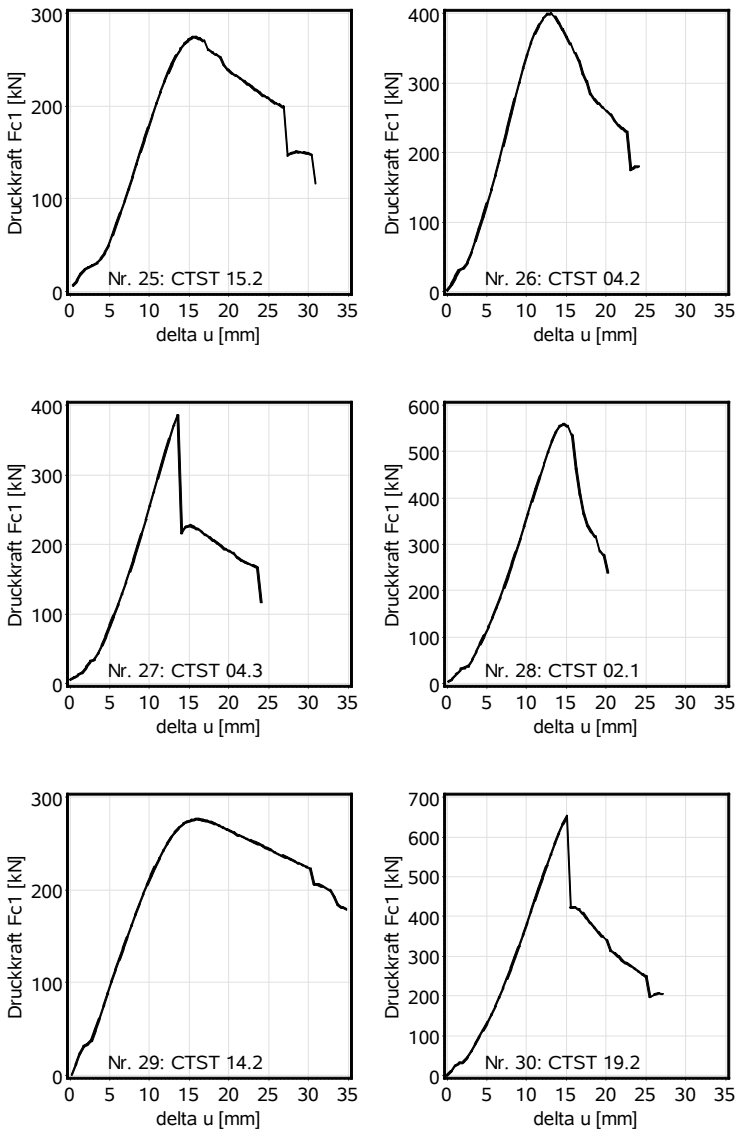 300
200
100
0
Druckkraft Fc1 [kN]
Nr. 25: CTST 15.2
0 5 10 15 20 25 30 35
delta u [mm]
400
300
200
100
0
Druckkraft Fc1 [kN]
Nr. 26: CTST 04.2
0 5 10 15 20 25 30 35
delta u [mm]
400
300
200
100
0
Druckkraft Fc1 [kN]
Nr. 27: CTST 04.3
0 5 10 15 20 25 30 35
delta u [mm]
600
500
400
300
200
100
0
Druckkraft Fc1 [kN]
Nr. 28: CTST 02.1
0 5 10 15 20 25 30 35
delta u [mm]
300
200
100
0
Druckkraft Fc1 [kN]
Nr. 29: CTST 14.2
0 5 10 15 20 25 30 35
delta u [mm]
700
600
500
400
300
200
100
0
Druckkraft Fc1 [kN]
Nr. 30: CTST 19.2
0 5 10 15 20 25 30 35
delta u [mm]